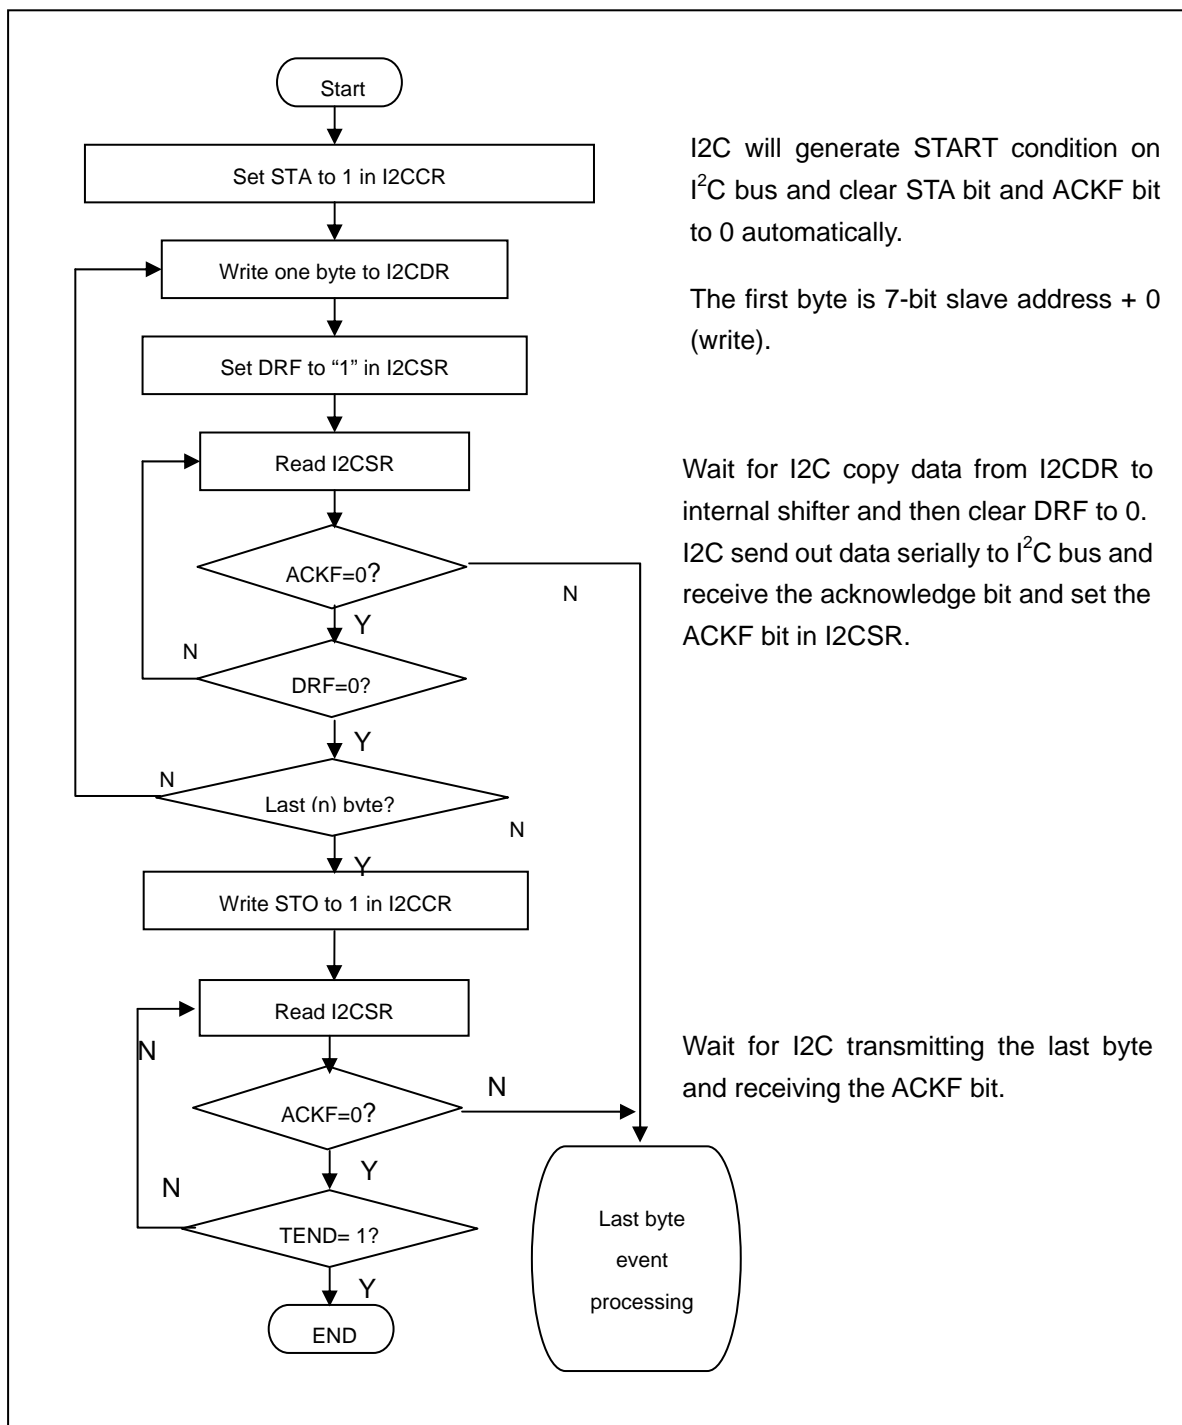 Start
I2C will generate START condition on
I²C bus and clear STA bit and ACKF bit
to 0 automatically.
Set STA to 1 in I2CCR
Write one byte to I2CDR
The first byte is 7-bit slave address + 0
(write).
Set DRF to “1” in I2CSR
Read I2CSR
Wait for I2C copy data from I2CDR to
internal shifter and then clear DRF to 0.
I2C send out data serially to I²C bus and
receive the acknowledge bit and set the
ACKF bit in I2CSR.
ACKF=0?
N
Y
N
DRF=0?
Y
N
Last (n) byte?
N
Y
Write STO to 1 in I2CCR
Read I2CSR
N
Wait for I2C transmitting the last byte
and receiving the ACKF bit.
ACKF=0?
N
Y
N
TEND= 1?
Y
END
Last byte
event
processing